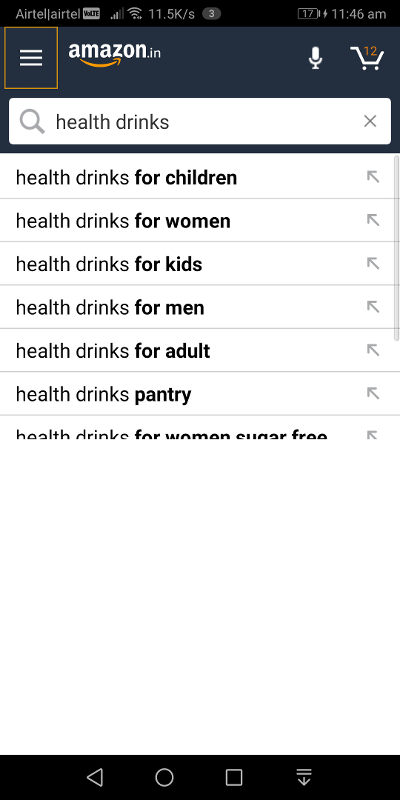 Airtel|airtel VoLTE 11.5K/s 3 17 11:46 am
amazon.in 12
health drinks
health drinks for children
health drinks for women
health drinks for kids
health drinks for men
health drinks for adult
health drinks pantry
health drinks for women sugar free